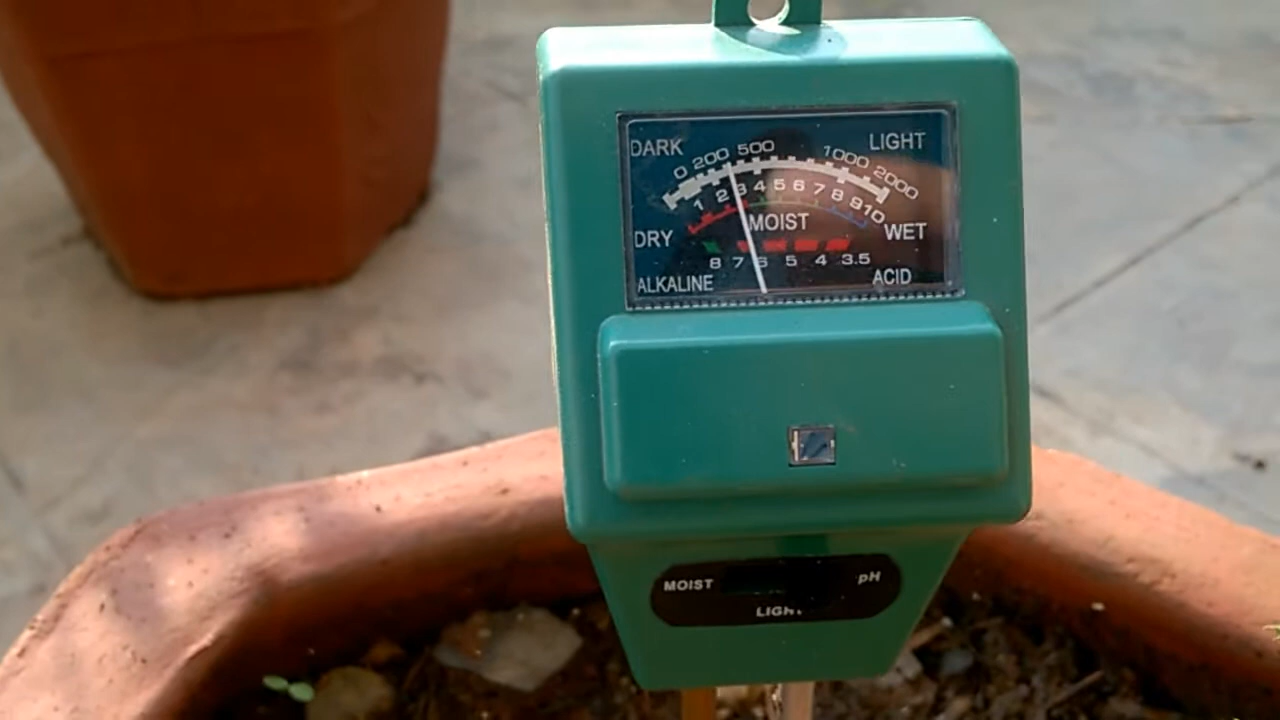 DARK LIGHT
0 200 500 1000 2000
1 2 3 4 5 6 7 8 9 10
MOIST
DRY WET
8 7 6 5 4 3.5
ALKALINE ACID
MOIST pH
LIGHT